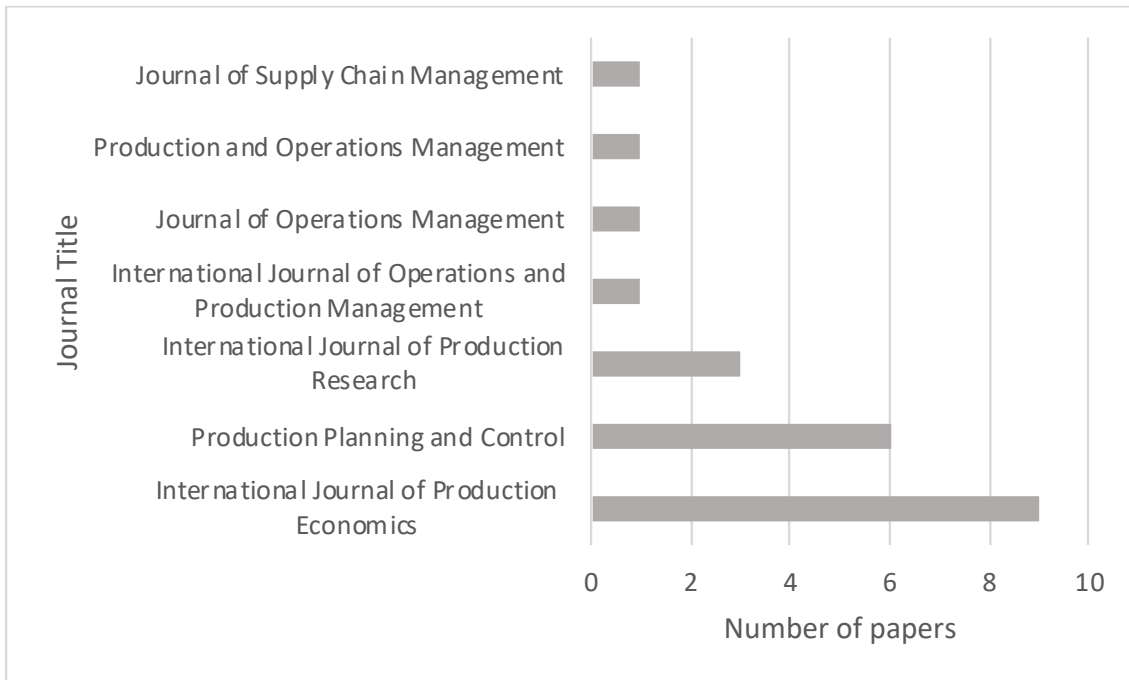 Journal Title
Journal of Supply Chain Management
Production and Operations Management
Journal of Operations Management
International Journal of Operations and
Production Management
International Journal of Production
Research
Production Planning and Control
International Journal of Production
Economics
0 2 4 6 8 10
Number of papers